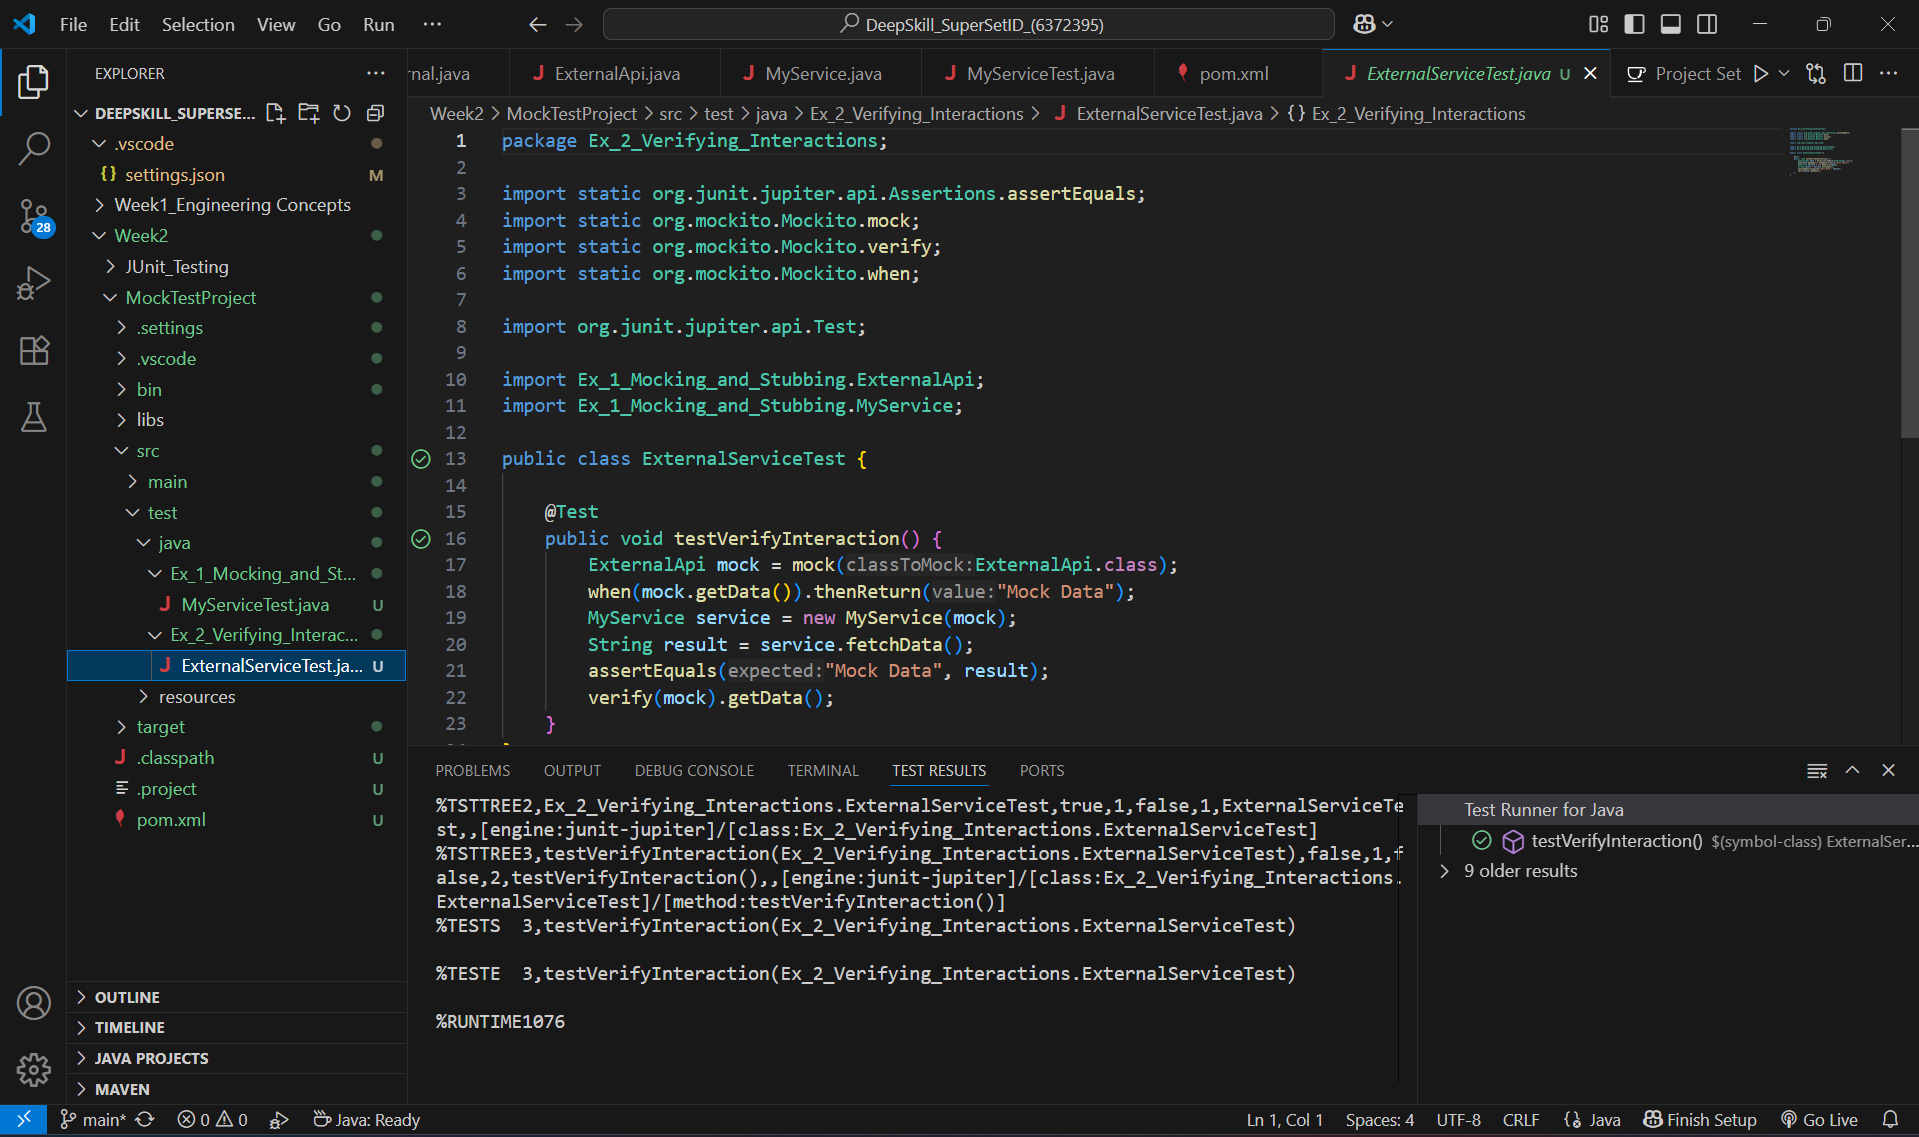 File Edit Selection View Go Run ··· DeepSkill_SuperSetID_(6372395)
EXPLORER ···
DEEPSKILL_SUPERSE...
.vscode
{} settings.json M
Week1_Engineering Concepts
Week2
JUnit_Testing
MockTestProject
.settings
.vscode
bin
libs
src
main
test
java
Ex_1_Mocking_and_St...
J MyServiceTest.java U
Ex_2_Verifying_Interac...
J ExternalServiceTest.ja... U
resources
target
J .classpath U
.project U
pom.xml U
OUTLINE
TIMELINE
JAVA PROJECTS
MAVEN
28
rnal.java J ExternalApi.java J MyService.java J MyServiceTest.java pom.xml J ExternalServiceTest.java U Project Set ···
Week2 > MockTestProject > src > test > java > Ex_2_Verifying_Interactions > J ExternalServiceTest.java > {} Ex_2_Verifying_Interactions
1 package Ex_2_Verifying_Interactions;
2
3 import static org.junit.jupiter.api.Assertions.assertEquals;
4 import static org.mockito.Mockito.mock;
5 import static org.mockito.Mockito.verify;
6 import static org.mockito.Mockito.when;
7
8 import org.junit.jupiter.api.Test;
9
10 import Ex_1_Mocking_and_Stubbing.ExternalApi;
11 import Ex_1_Mocking_and_Stubbing.MyService;
12
13 public class ExternalServiceTest {
14
15 @Test
16 public void testVerifyInteraction() {
17 ExternalApi mock = mock(classToMock:ExternalApi.class);
18 when(mock.getData()).thenReturn(value:"Mock Data");
19 MyService service = new MyService(mock);
20 String result = service.fetchData();
21 assertEquals(expected:"Mock Data", result);
22 verify(mock).getData();
23 }
PROBLEMS OUTPUT DEBUG CONSOLE TERMINAL TEST RESULTS PORTS
%TSTTREE2,Ex_2_Verifying_Interactions.ExternalServiceTest,true,1,false,1,ExternalServiceTe
st,,[engine:junit-jupiter]/[class:Ex_2_Verifying_Interactions.ExternalServiceTest]
%TSTTREE3,testVerifyInteraction(Ex_2_Verifying_Interactions.ExternalServiceTest),false,1,f
alse,2,testVerifyInteraction(),,[engine:junit-jupiter]/[class:Ex_2_Verifying_Interactions.
ExternalServiceTest]/[method:testVerifyInteraction()]
%TESTS 3,testVerifyInteraction(Ex_2_Verifying_Interactions.ExternalServiceTest)
%TESTE 3,testVerifyInteraction(Ex_2_Verifying_Interactions.ExternalServiceTest)
%RUNTIME1076
Test Runner for Java
testVerifyInteraction() $(symbol-class) ExternalSer...
9 older results
main* 0 0 Java: Ready Ln 1, Col 1 Spaces: 4 UTF-8 CRLF {} Java Finish Setup Go Live